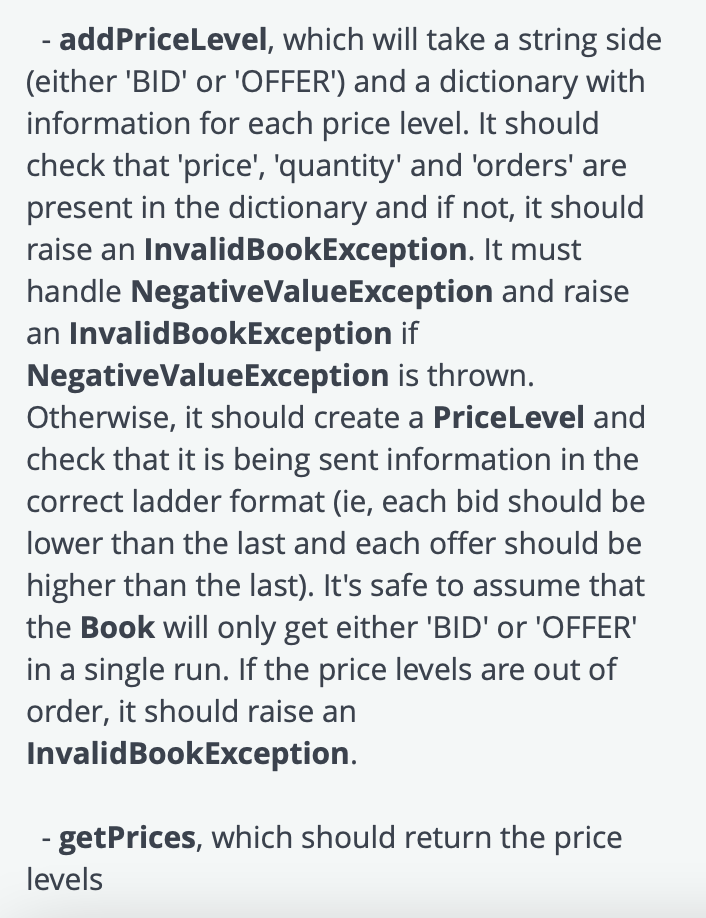 - addPriceLevel, which will take a string side
(either 'BID' or 'OFFER') and a dictionary with
information for each price level. It should
check that 'price', 'quantity' and 'orders' are
present in the dictionary and if not, it should
raise an InvalidBookException. It must
handle NegativeValueException and raise
an InvalidBookException if
NegativeValueException is thrown.
Otherwise, it should create a PriceLevel and
check that it is being sent information in the
correct ladder format (ie, each bid should be
lower than the last and each offer should be
higher than the last). It's safe to assume that
the Book will only get either 'BID' or 'OFFER'
in a single run. If the price levels are out of
order, it should raise an
InvalidBookException.
- getPrices, which should return the price
levels